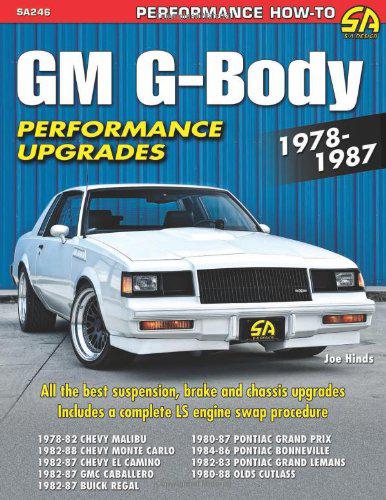 SA246
PERFORMANCE HOW-TO
SA
S-A DESIGN
GM G-Body
PERFORMANCE
UPGRADES
1978-
1987
SA
S-A DESIGN
Joe Hinds
All the best suspension, brake and chassis upgrades
Includes a complete LS engine swap procedure
1978-82 CHEVY MALIBU
1982-88 CHEVY MONTE CARLO
1982-87 CHEVY EL CAMINO
1982-87 GMC CABALLERO
1982-87 BUICK REGAL
1980-87 PONTIAC GRAND PRIX
1984-86 PONTIAC BONNEVILLE
1982-83 PONTIAC GRAND LEMANS
1980-88 OLDS CUTLASS